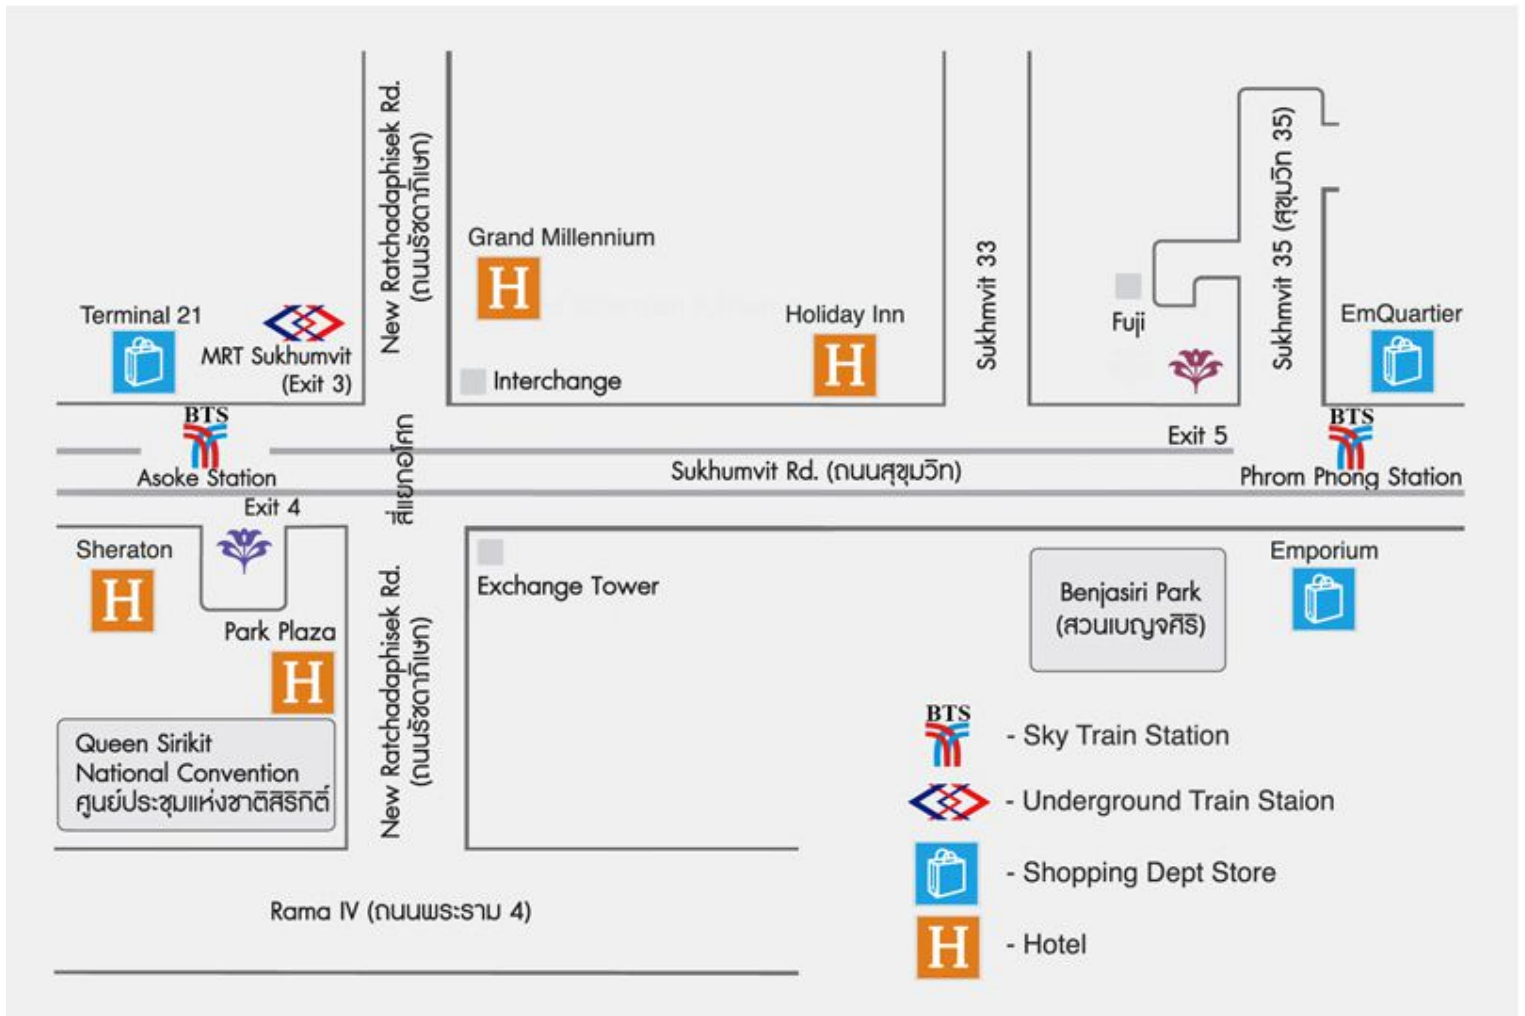 New Ratchadaphisek Rd.
(ถนนรัชดาภิเษก)
Grand Millennium
H
Terminal 21
MRT Sukhumvit
(Exit 3)
Interchange
Holiday Inn
H
Sukhmvit 33
Fuji
Sukhmvit 35 (สุขุมวิท 35)
EmQuartier
BTS
Asoke Station
สี่แยกอโศก
Sukhumvit Rd. (ถนนสุขุมวิท)
Exit 5
BTS
Phrom Phong Station
Exit 4
Sheraton
H
Park Plaza
H
Queen Sirikit
National Convention
ศูนย์ประชุมแห่งชาติสิริกิติ์
New Ratchadaphisek Rd.
(ถนนรัชดาภิเษก)
Exchange Tower
Benjasiri Park
(สวนเบญจศิริ)
Emporium
BTS
- Sky Train Station
- Underground Train Staion
- Shopping Dept Store
H
- Hotel
Rama IV (ถนนพระราม 4)